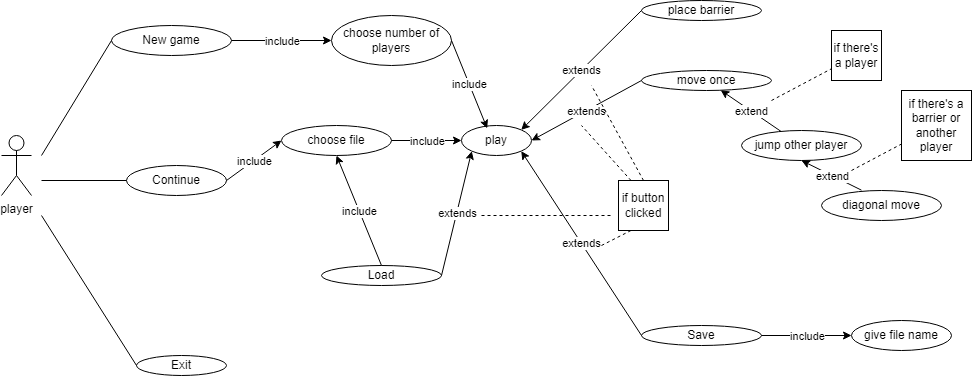 place barrier
New game
include
choose number of
players
if there's
a player
extends
move once
include
if there's a
barrier or
another
player
extends
extend
choose file
include
play
jump other player
include
extend
Continue
if button
clicked
diagonal move
player
include
extends
extends
Load
Save
include
give file name
Exit